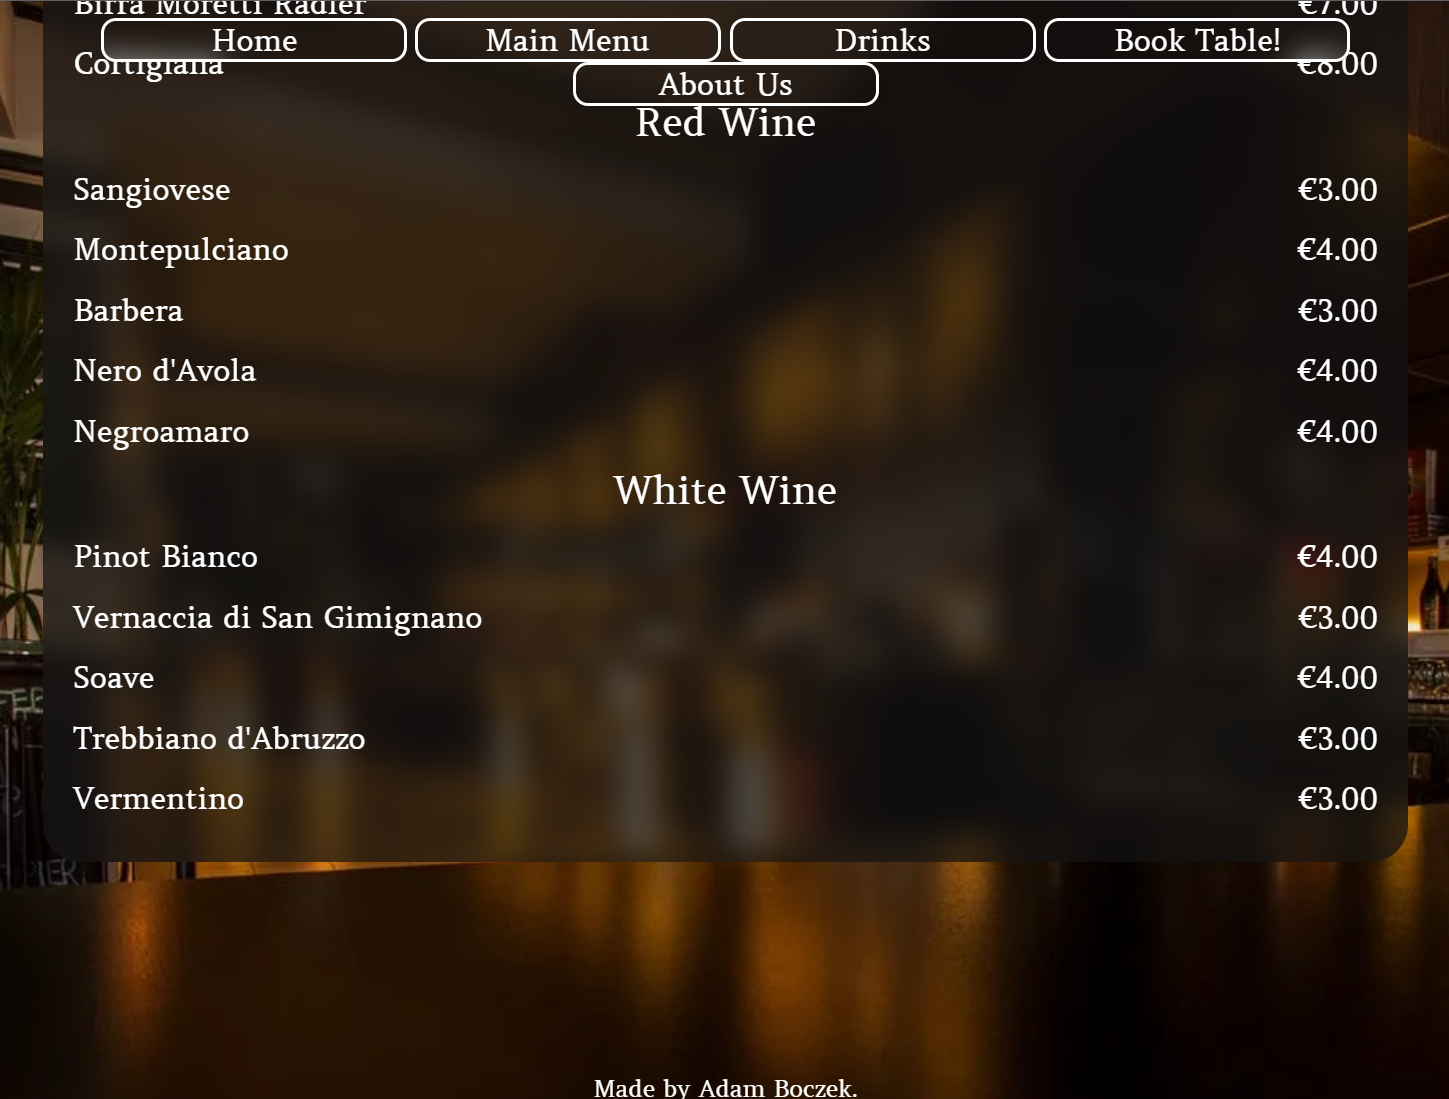 Birra Moretti Radler €7.00
Home Main Menu Drinks Book Table!
Cortigiana €8.00
About Us
Red Wine
Sangiovese €3.00
Montepulciano €4.00
Barbera €3.00
Nero d'Avola €4.00
Negroamaro €4.00
White Wine
Pinot Bianco €4.00
Vernaccia di San Gimignano €3.00
Soave €4.00
Trebbiano d'Abruzzo €3.00
Vermentino €3.00
Made by Adam Boczek.